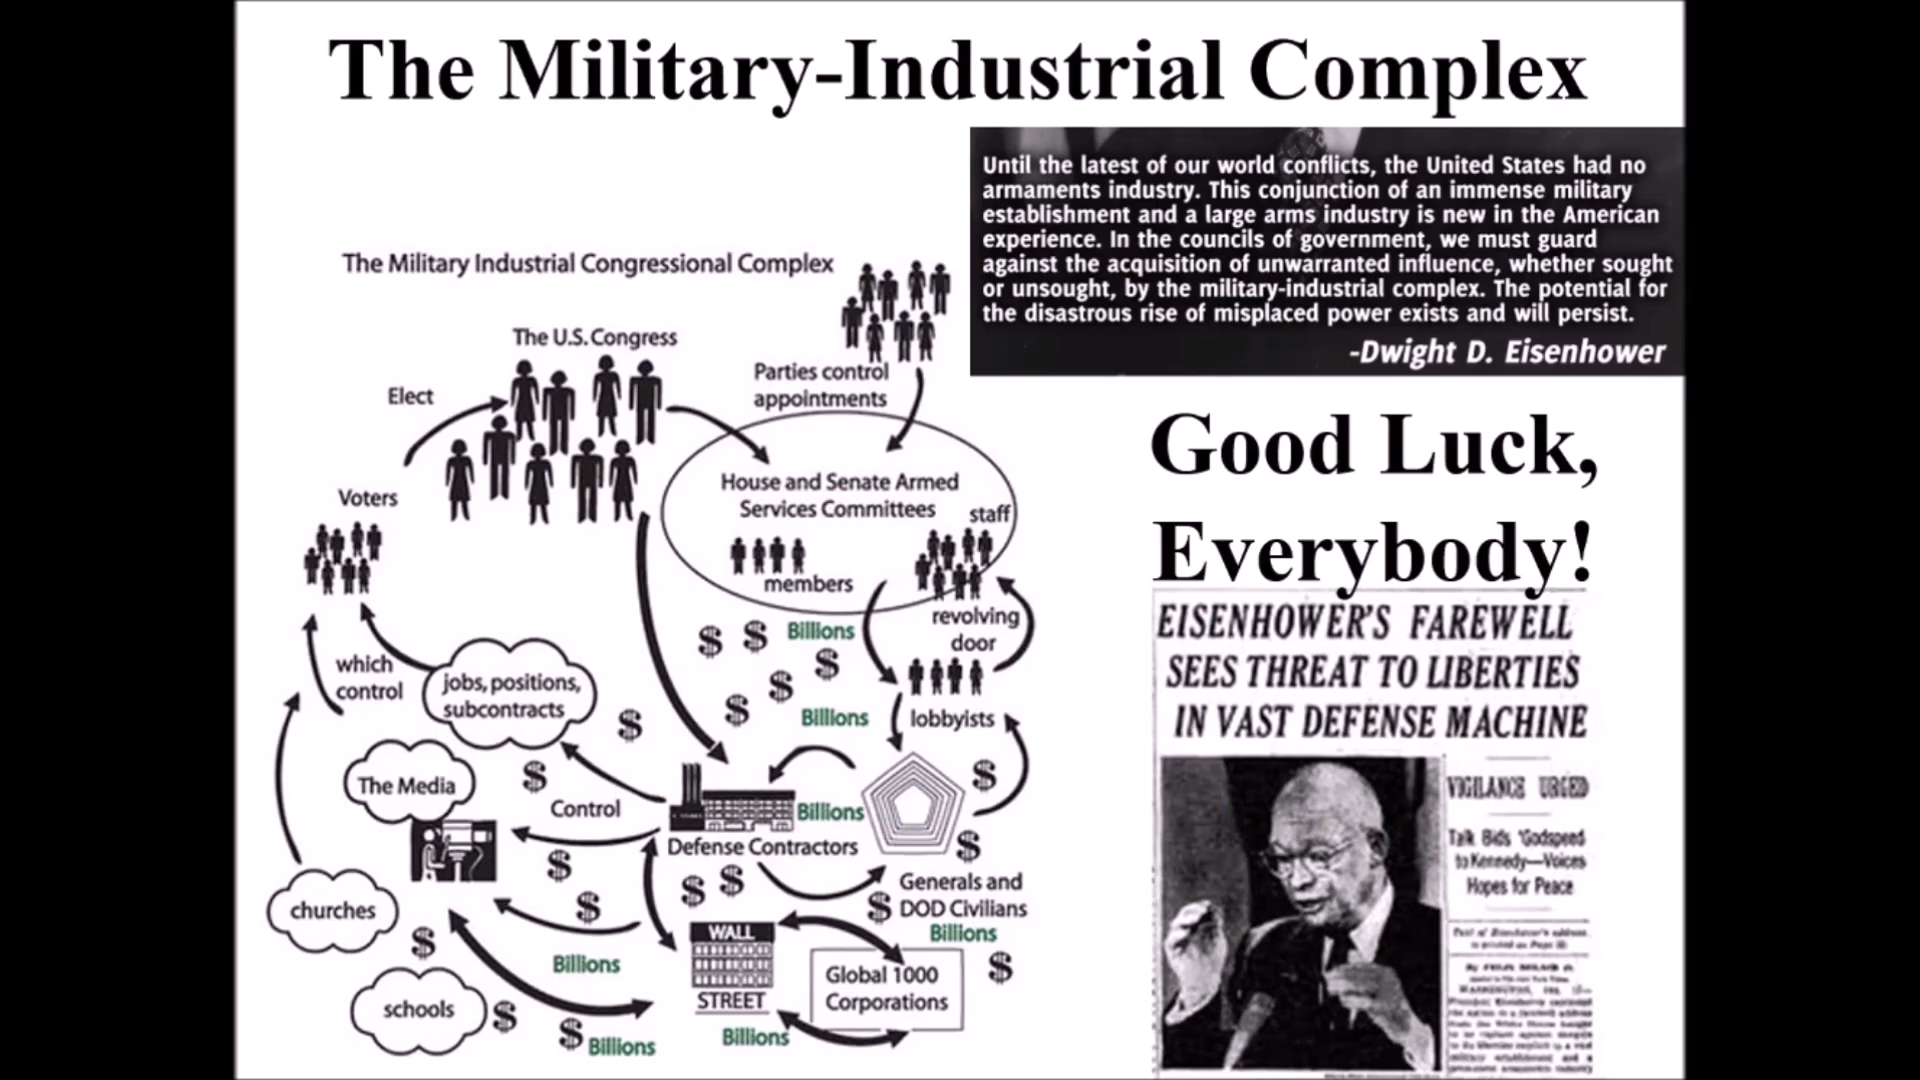 The Military-Industrial Complex
Until the latest of our world conflicts, the United States had no
armaments industry. This conjunction of an immense military
establishment and a large arms industry is new in the American
experience. In the councils of government, we must guard
against the acquisition of unwarranted influence, whether sought
or unsought, by the military-industrial complex. The potential for
the disastrous rise of misplaced power exists and will persist.
-Dwight D. Eisenhower
The Military Industrial Congressional Complex
The U.S. Congress
Parties control
appointments
Elect
House and Senate Armed
Services Committees
staff
members
Voters
revolving
door
$ $ Billions
$
$
$
Billions
lobbyists
which
control
jobs, positions,
subcontracts
$
The Media
$
Control
Billions
$
Defense Contractors
$
$
$ $
Generals and
$ DOD Civilians
Billions
$
$
churches
WALL
STREET
$
Billions
Global 1000
Corporations
schools
$
$ Billions
Billions
Good Luck,
Everybody!
EISENHOWER'S FAREWELL
SEES THREAT TO LIBERTIES
IN VAST DEFENSE MACHINE
VIGILANCE URGED
Talk Bids 'Godspeed
to Kennedy—Voices
Hopes for Peace